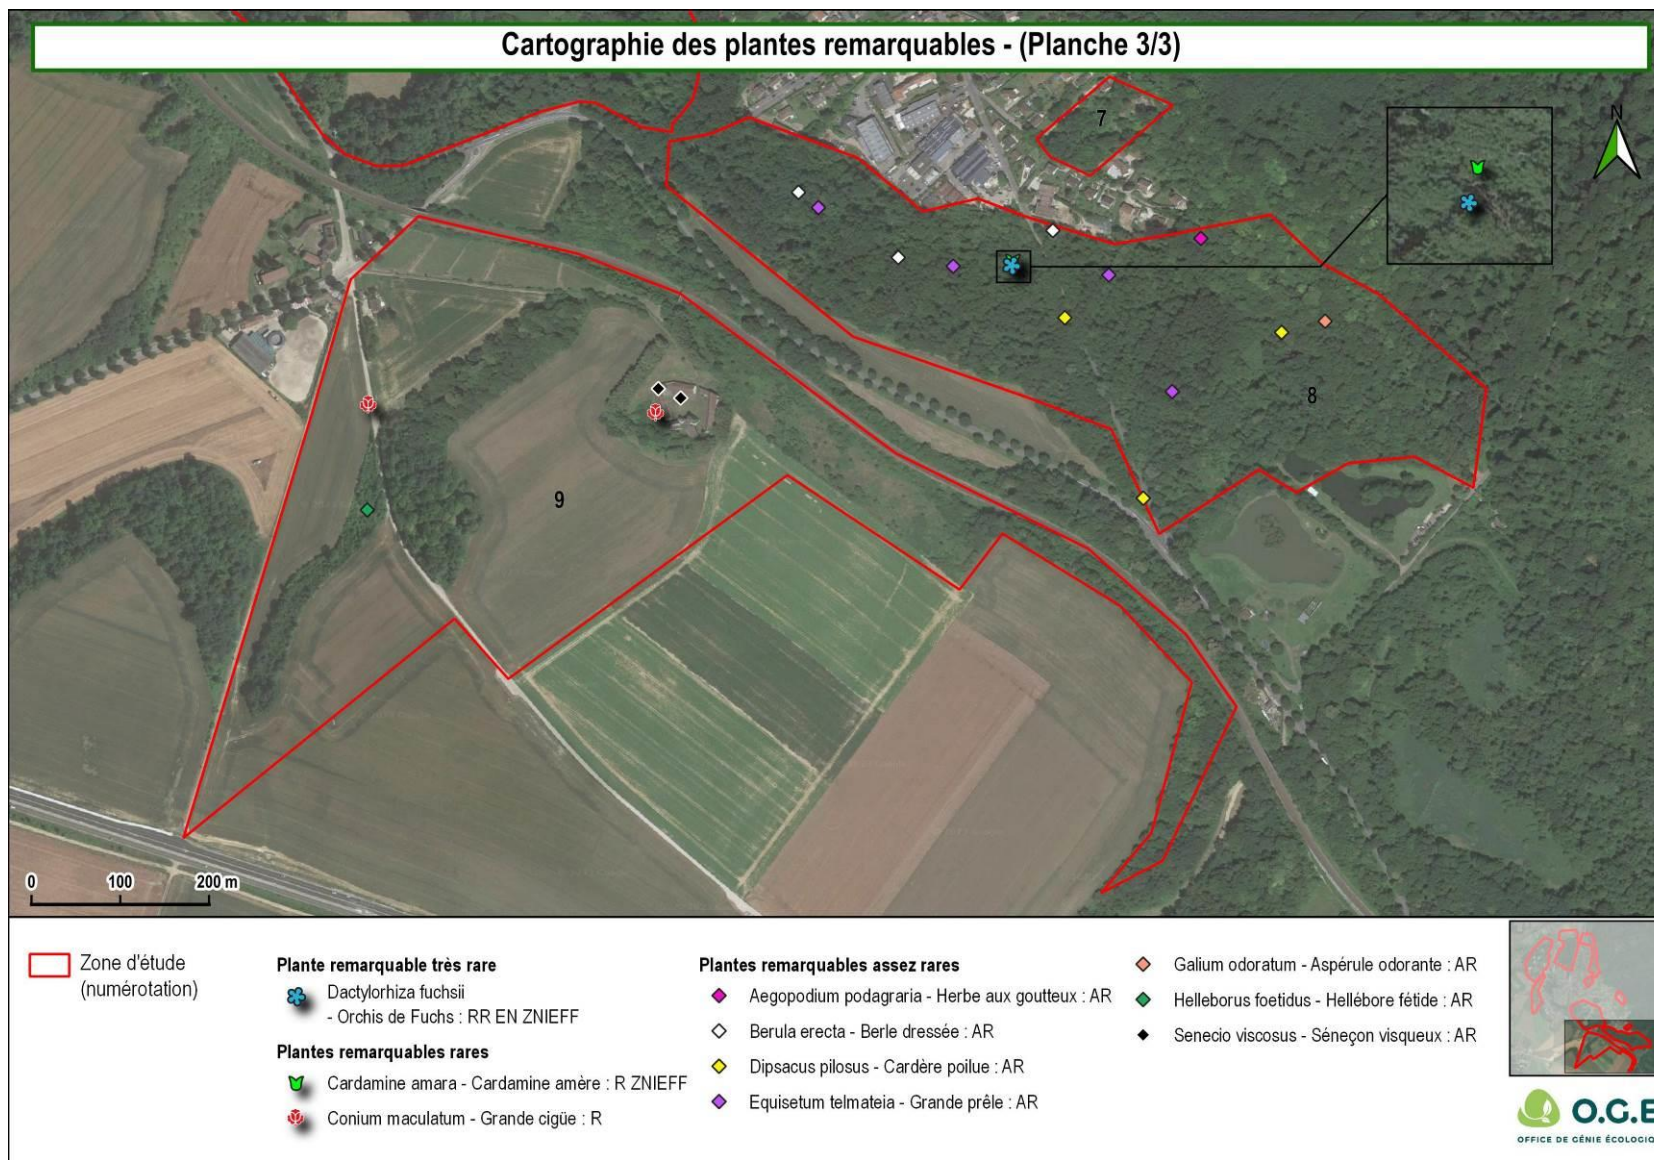 Cartographie des plantes remarquables - (Planche 3/3)
N
7
8
9
0 100 200 m
Zone d'étude
(numérotation)
Plante remarquable très rare
Dactylorhiza fuchsii
- Orchis de Fuchs : RR EN ZNIEFF
Plantes remarquables rares
Cardamine amara - Cardamine amère : R ZNIEFF
Conium maculatum - Grande cigüe : R
Plantes remarquables assez rares
Aegopodium podagraria - Herbe aux goutteux : AR
Berula erecta - Berle dressée : AR
Dipsacus pilosus - Cardère poilue : AR
Equisetum telmateia - Grande prêle : AR
Galium odoratum - Aspérule odorante : AR
Helleborus foetidus - Hellébore fétide : AR
Senecio viscosus - Séneçon visqueux : AR
O.G.E
OFFICE DE GÉNIE ÉCOLOGIQ